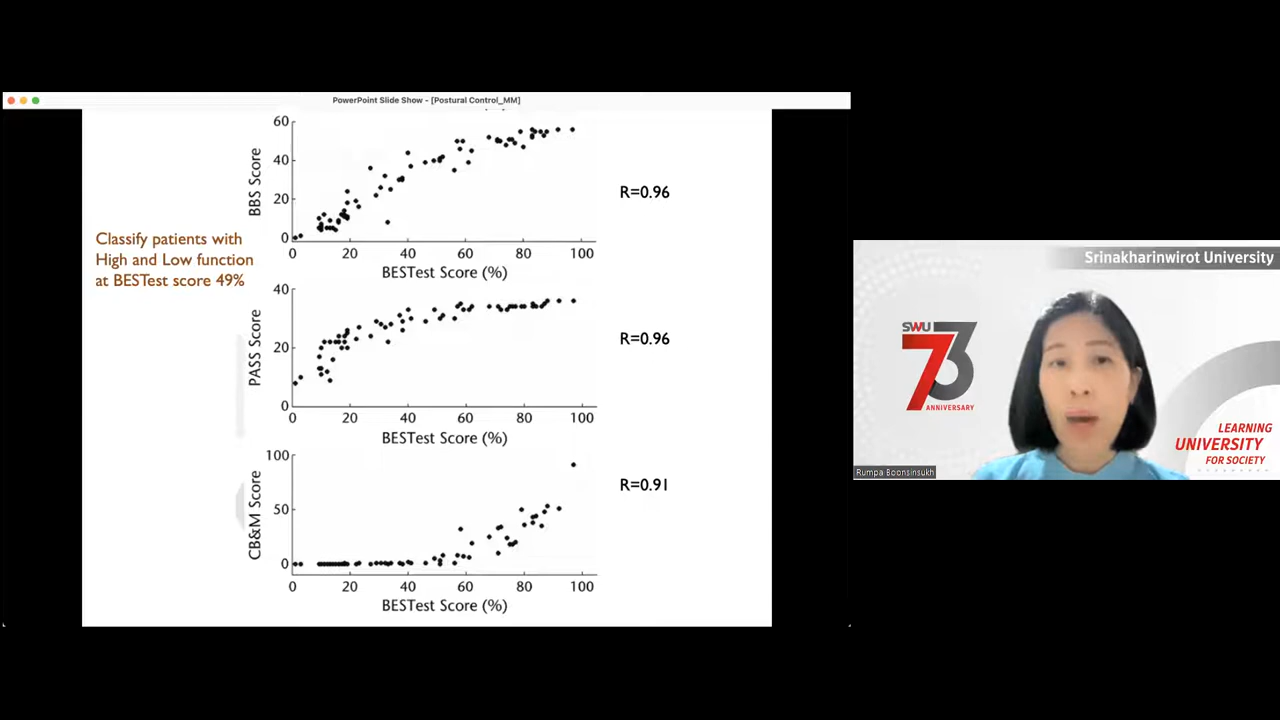 PowerPoint Slide Show - [Postural Control_MM]
Classify patients with
High and Low function
at BESTest score 49%
BBS Score
60
40
20
0
0 20 40 60 80 100
BESTest Score (%)
R=0.96
PASS Score
40
20
0
0 20 40 60 80 100
BESTest Score (%)
R=0.96
CB&M Score
100
50
0
0 20 40 60 80 100
BESTest Score (%)
R=0.91
Srinakharinwirot University
SWU
73
ANNIVERSARY
LEARNING
UNIVERSITY
FOR SOCIETY
Rumpa Boonsinsukh